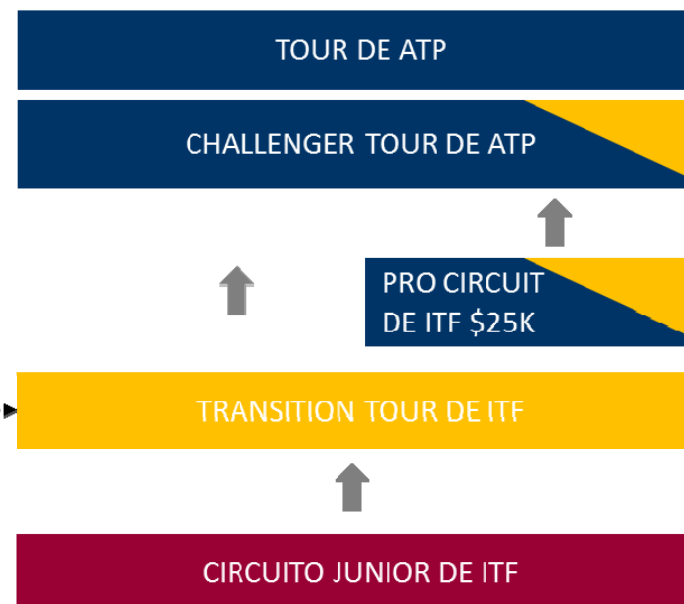 TOUR DE ATP
CHALLENGER TOUR DE ATP
PRO CIRCUIT
DE ITF $25K
TRANSITION TOUR DE ITF
CIRCUITO JUNIOR DE ITF